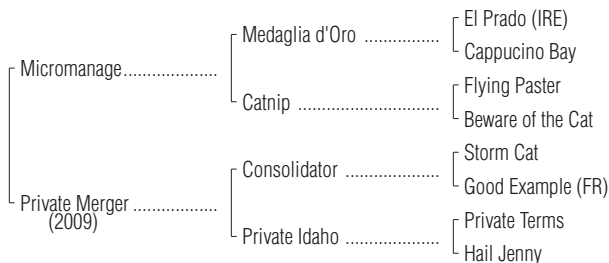 El Prado (IRE)
Medaglia d'Oro ................
Cappucino Bay
Micromanage....................
Flying Paster
Catnip ..............................
Beware of the Cat
Storm Cat
Consolidator ....................
Good Example (FR)
Private Merger ..................
(2009)
Private Terms
Private Idaho ....................
Hail Jenny